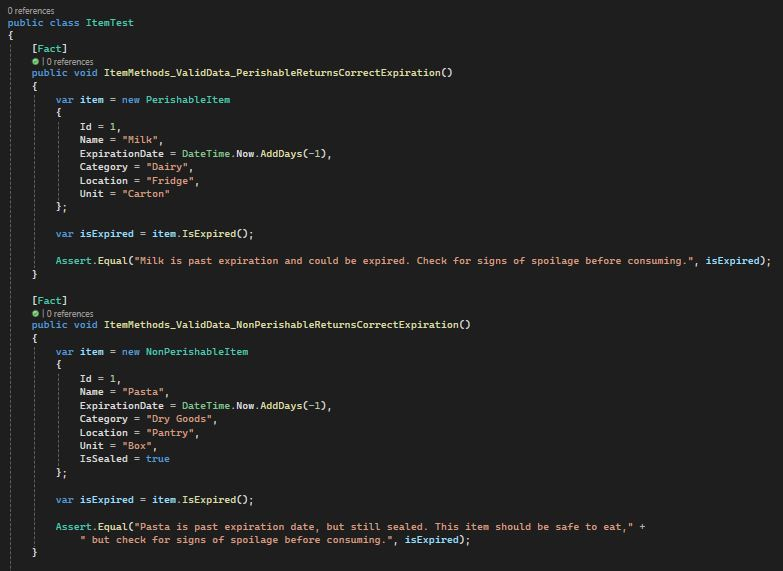 0 references
public class ItemTest
{
[Fact]
| 0 references
public void ItemMethods_ValidData_PerishableReturnsCorrectExpiration()
{
var item = new PerishableItem
{
Id = 1,
Name = "Milk",
ExpirationDate = DateTime.Now.AddDays(-1),
Category = "Dairy",
Location = "Fridge",
Unit = "Carton"
};
var isExpired = item.IsExpired();
Assert.Equal("Milk is past expiration and could be expired. Check for signs of spoilage before consuming.", isExpired);
}
[Fact]
| 0 references
public void ItemMethods_ValidData_NonPerishableReturnsCorrectExpiration()
{
var item = new NonPerishableItem
{
Id = 1,
Name = "Pasta",
ExpirationDate = DateTime.Now.AddDays(-1),
Category = "Dry Goods",
Location = "Pantry",
Unit = "Box",
IsSealed = true
};
var isExpired = item.IsExpired();
Assert.Equal("Pasta is past expiration date, but still sealed. This item should be safe to eat," +
" but check for signs of spoilage before consuming.", isExpired);
}